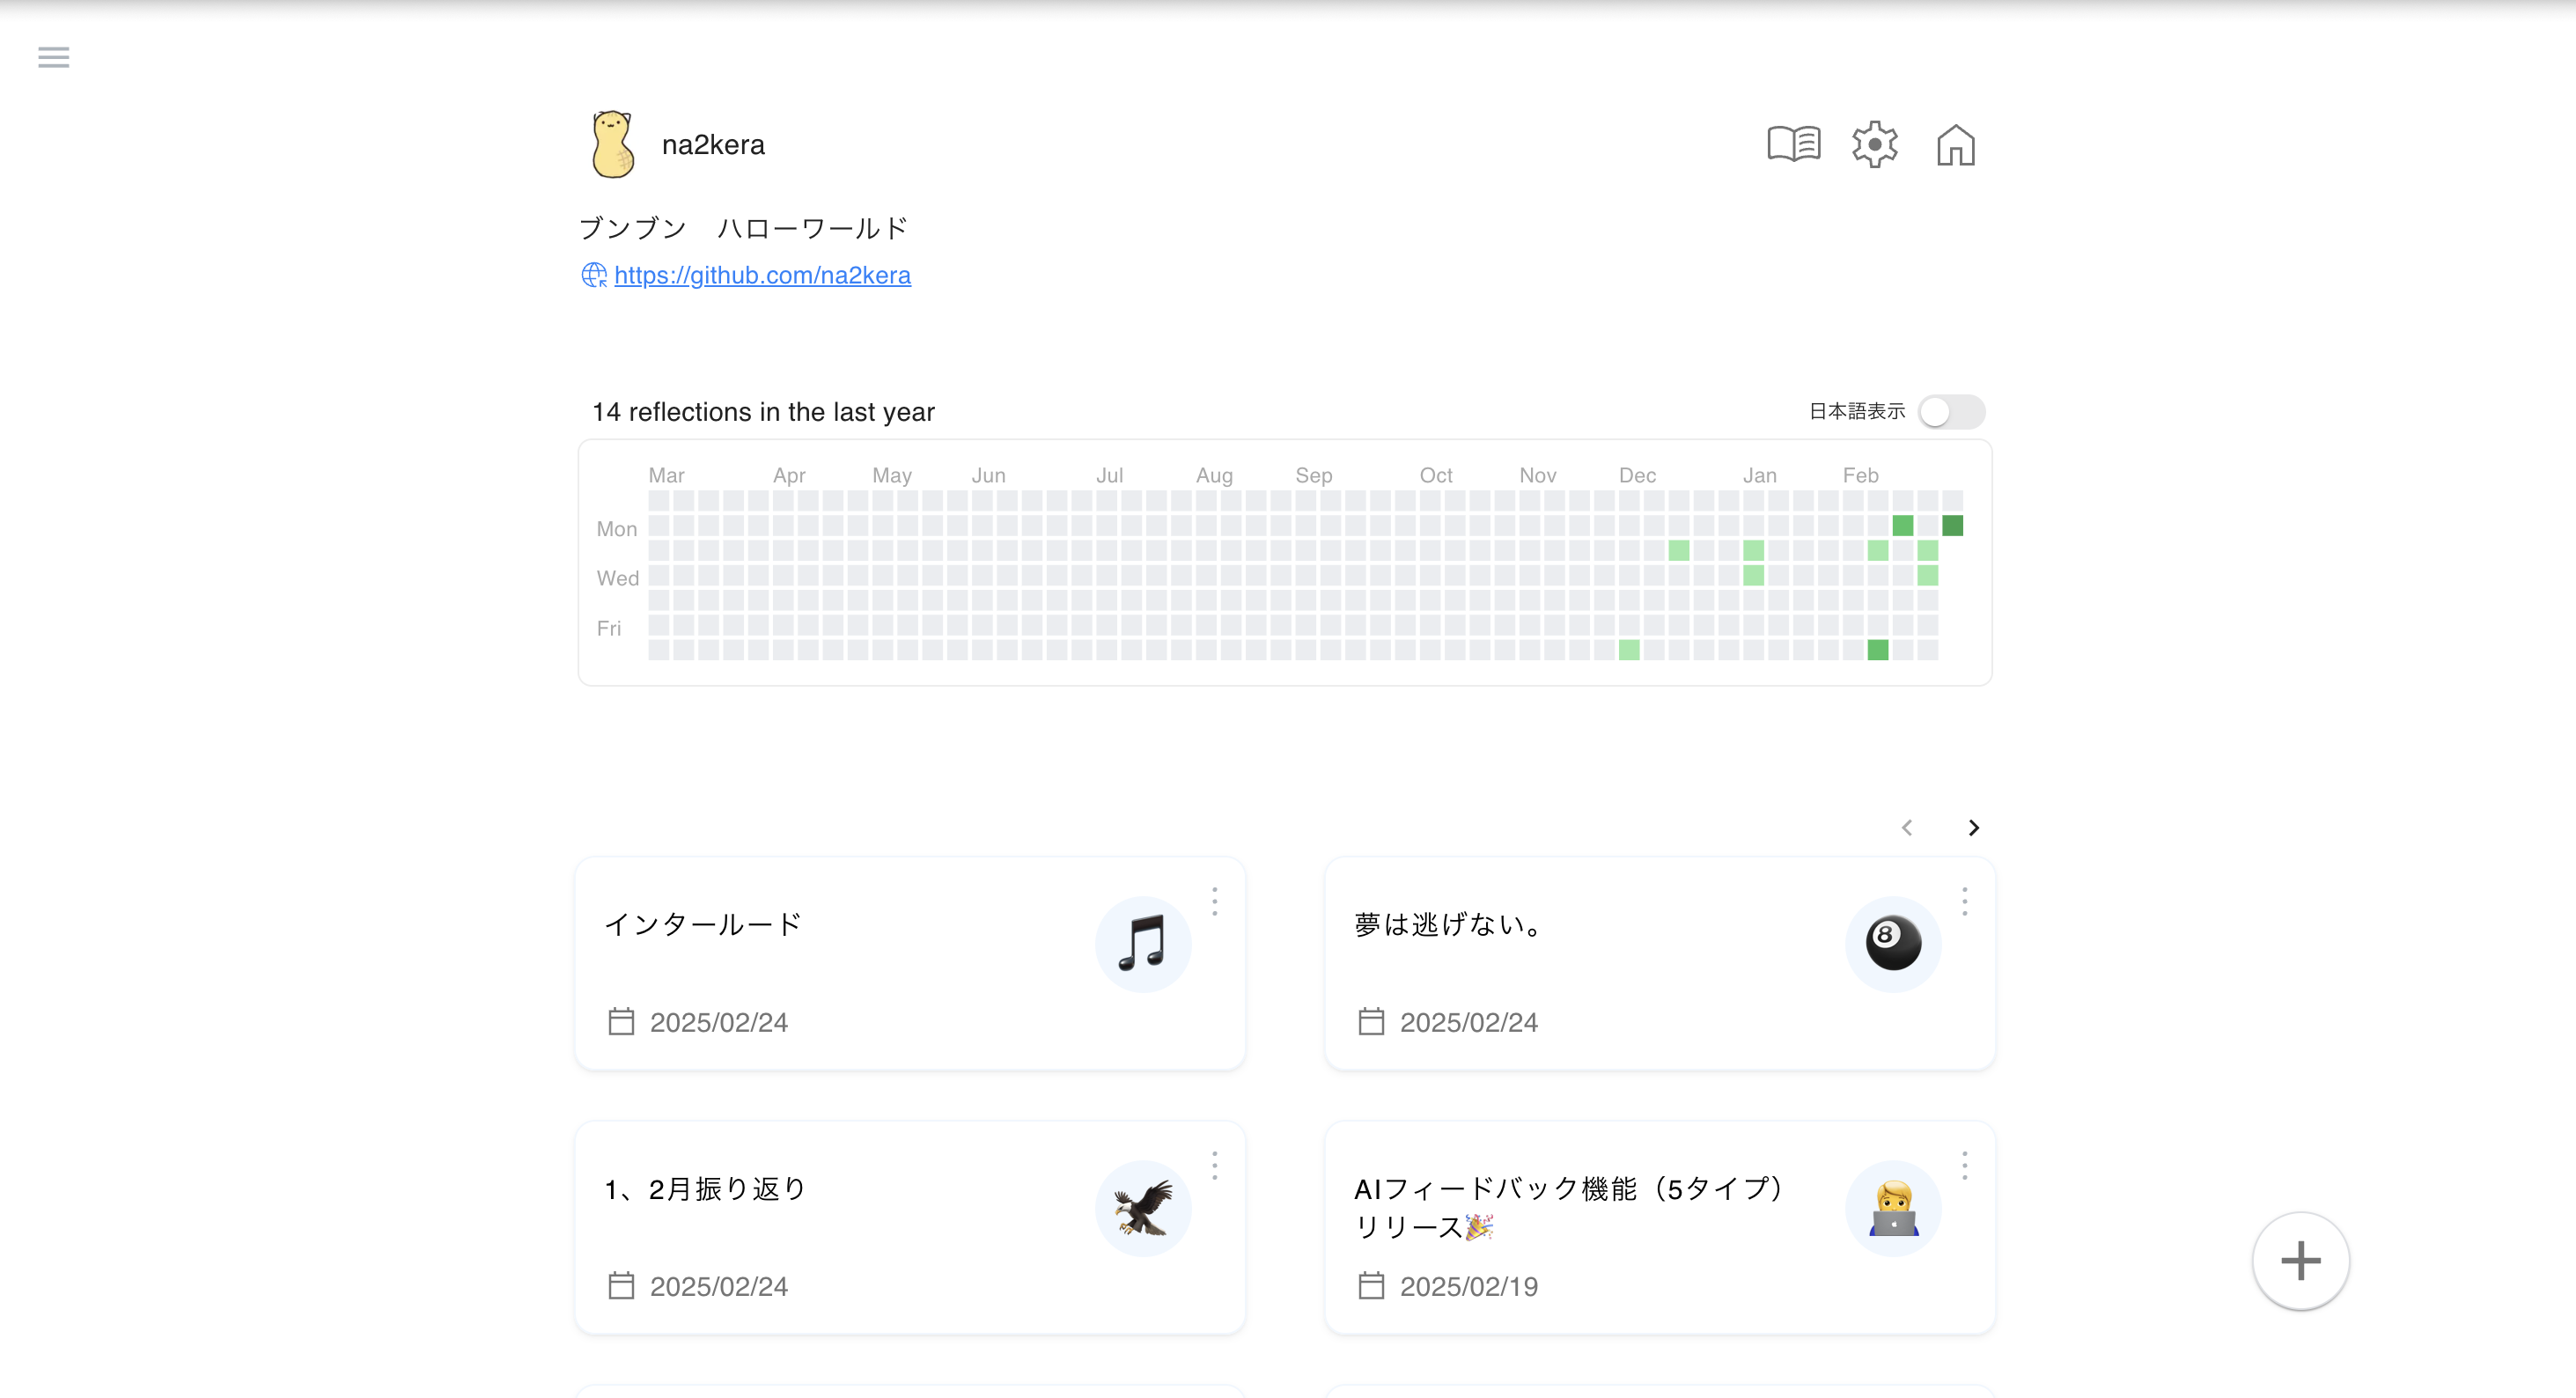 na2kera
ブンブン　ハローワールド
https://github.com/na2kera
14 reflections in the last year
日本語表示
Mar Apr May Jun Jul Aug Sep Oct Nov Dec Jan Feb
Mon
Wed
Fri
インタールード
2025/02/24
夢は逃げない。
8
2025/02/24
1、2月振り返り
2025/02/24
AIフィードバック機能（5タイプ）
リリース🎉
2025/02/19